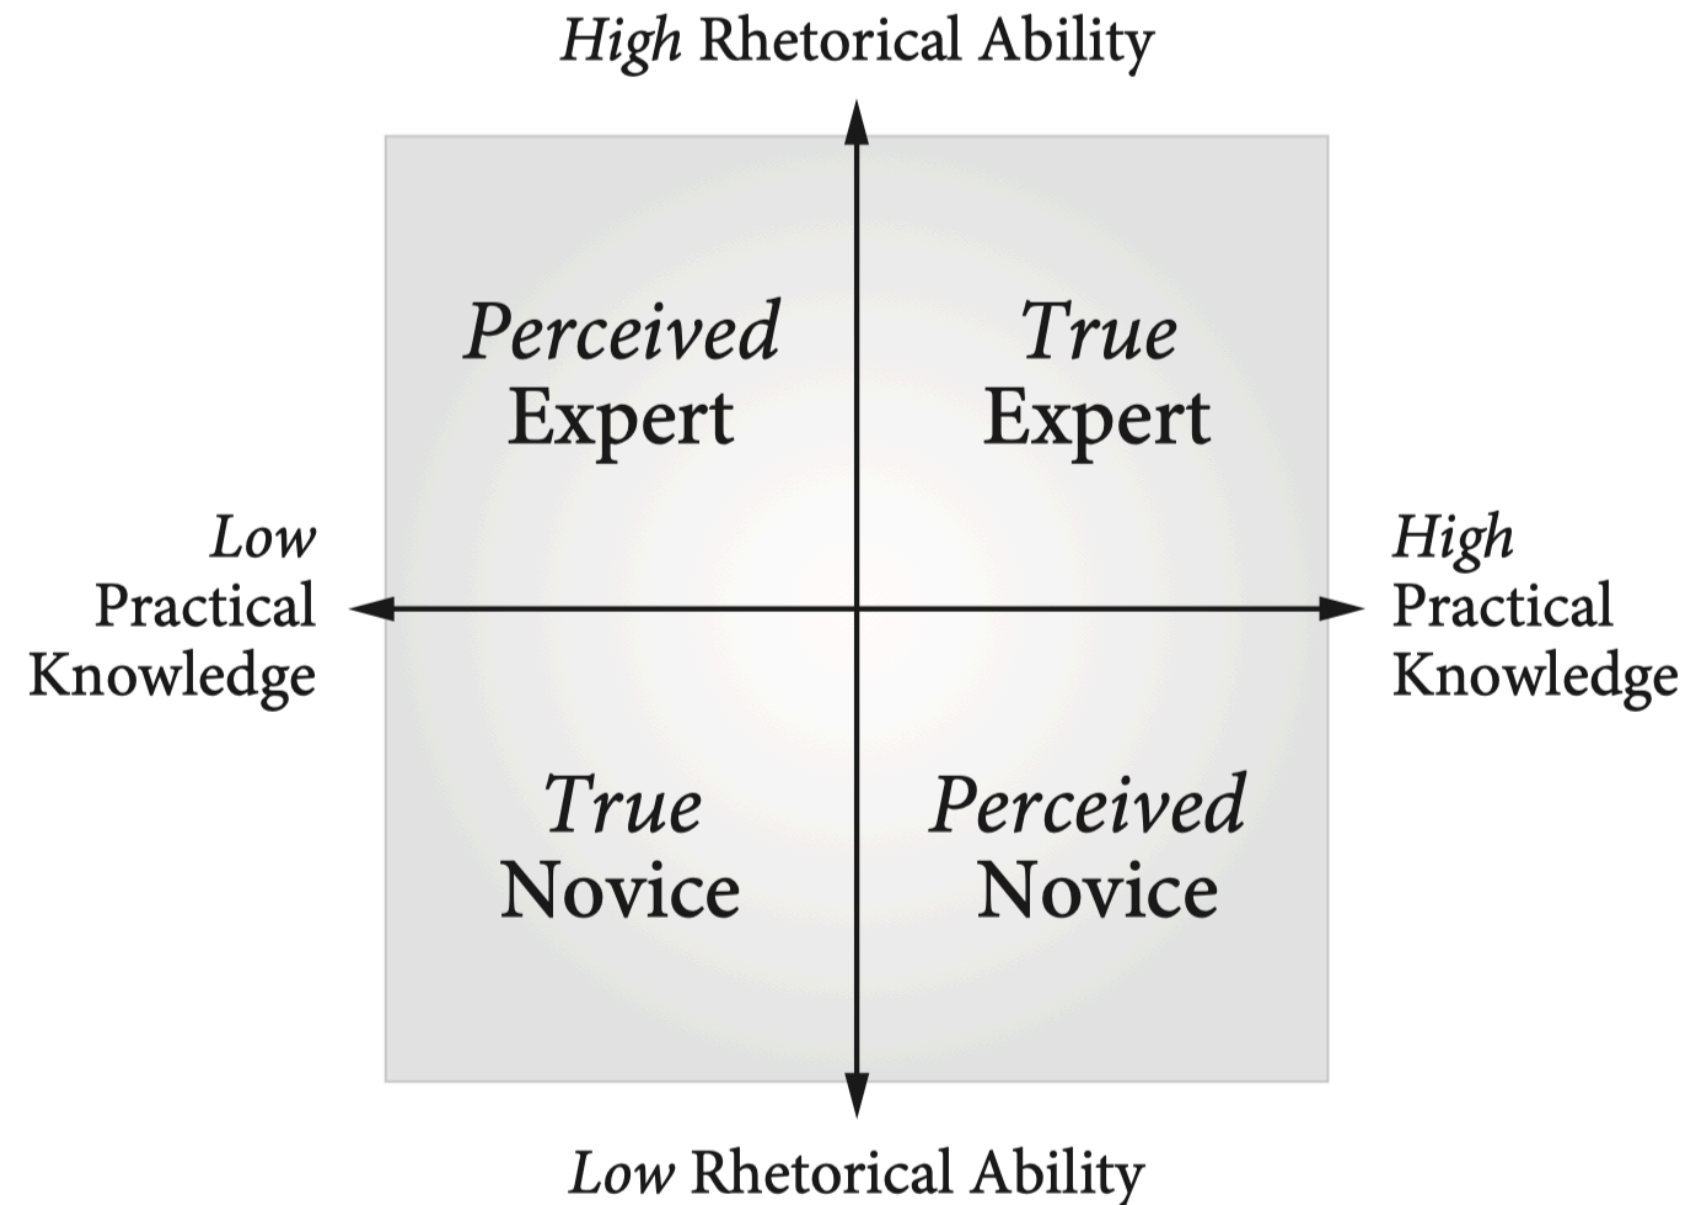 High Rhetorical Ability
Perceived
Expert
True
Expert
Low
Practical
Knowledge
High
Practical
Knowledge
True
Novice
Perceived
Novice
Low Rhetorical Ability